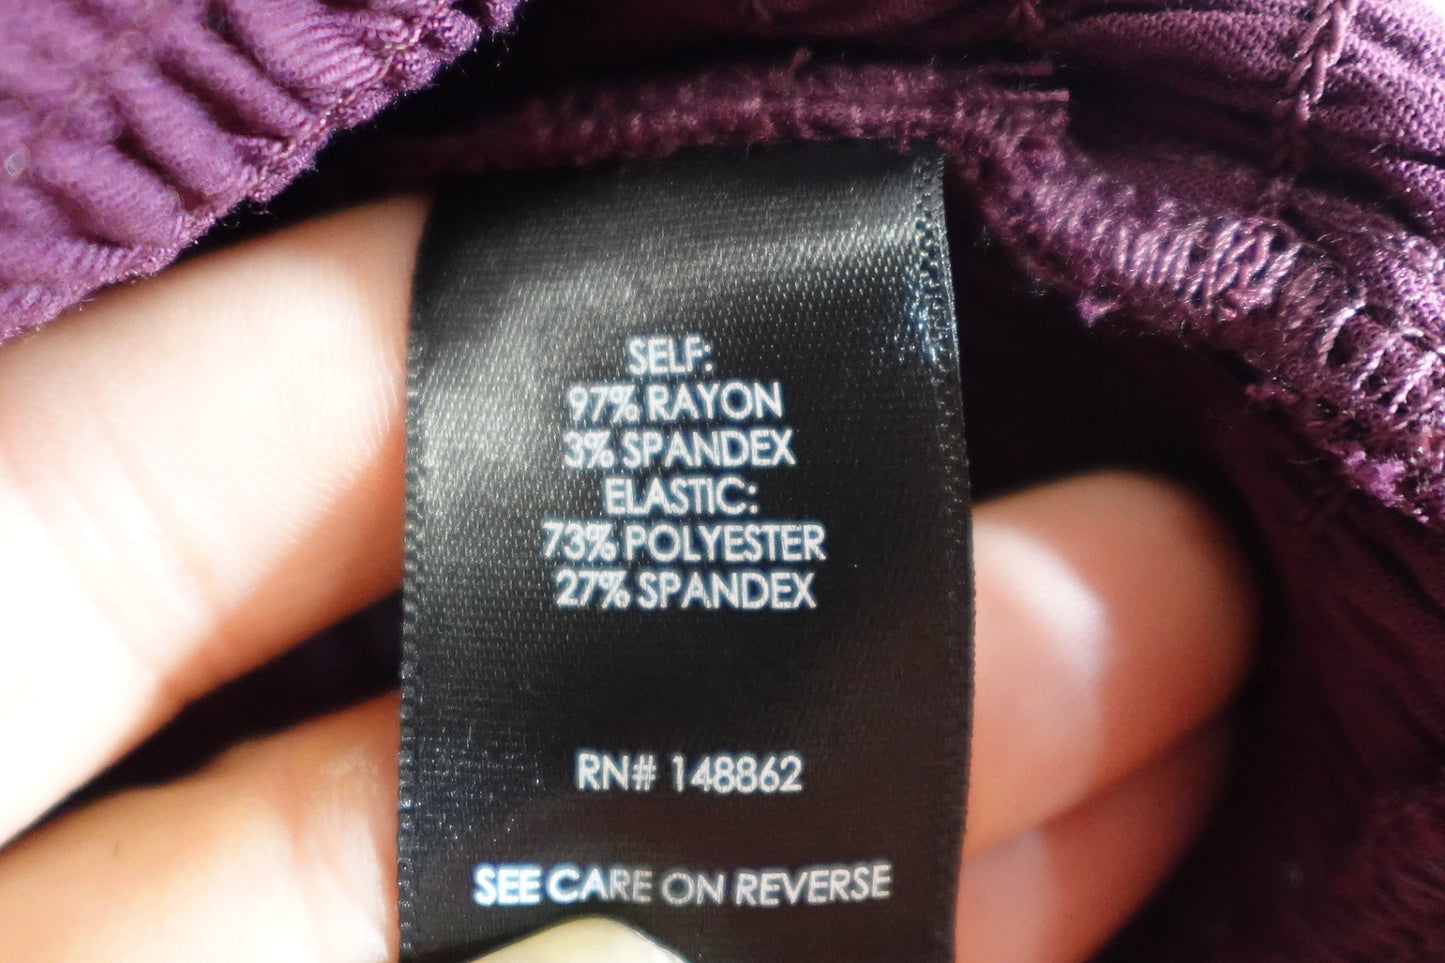 SELF:
97% RAYON
3% SPANDEX
ELASTIC:
73% POLYESTER
27% SPANDEX
RN# 148862
SEE CARE ON REVERSE